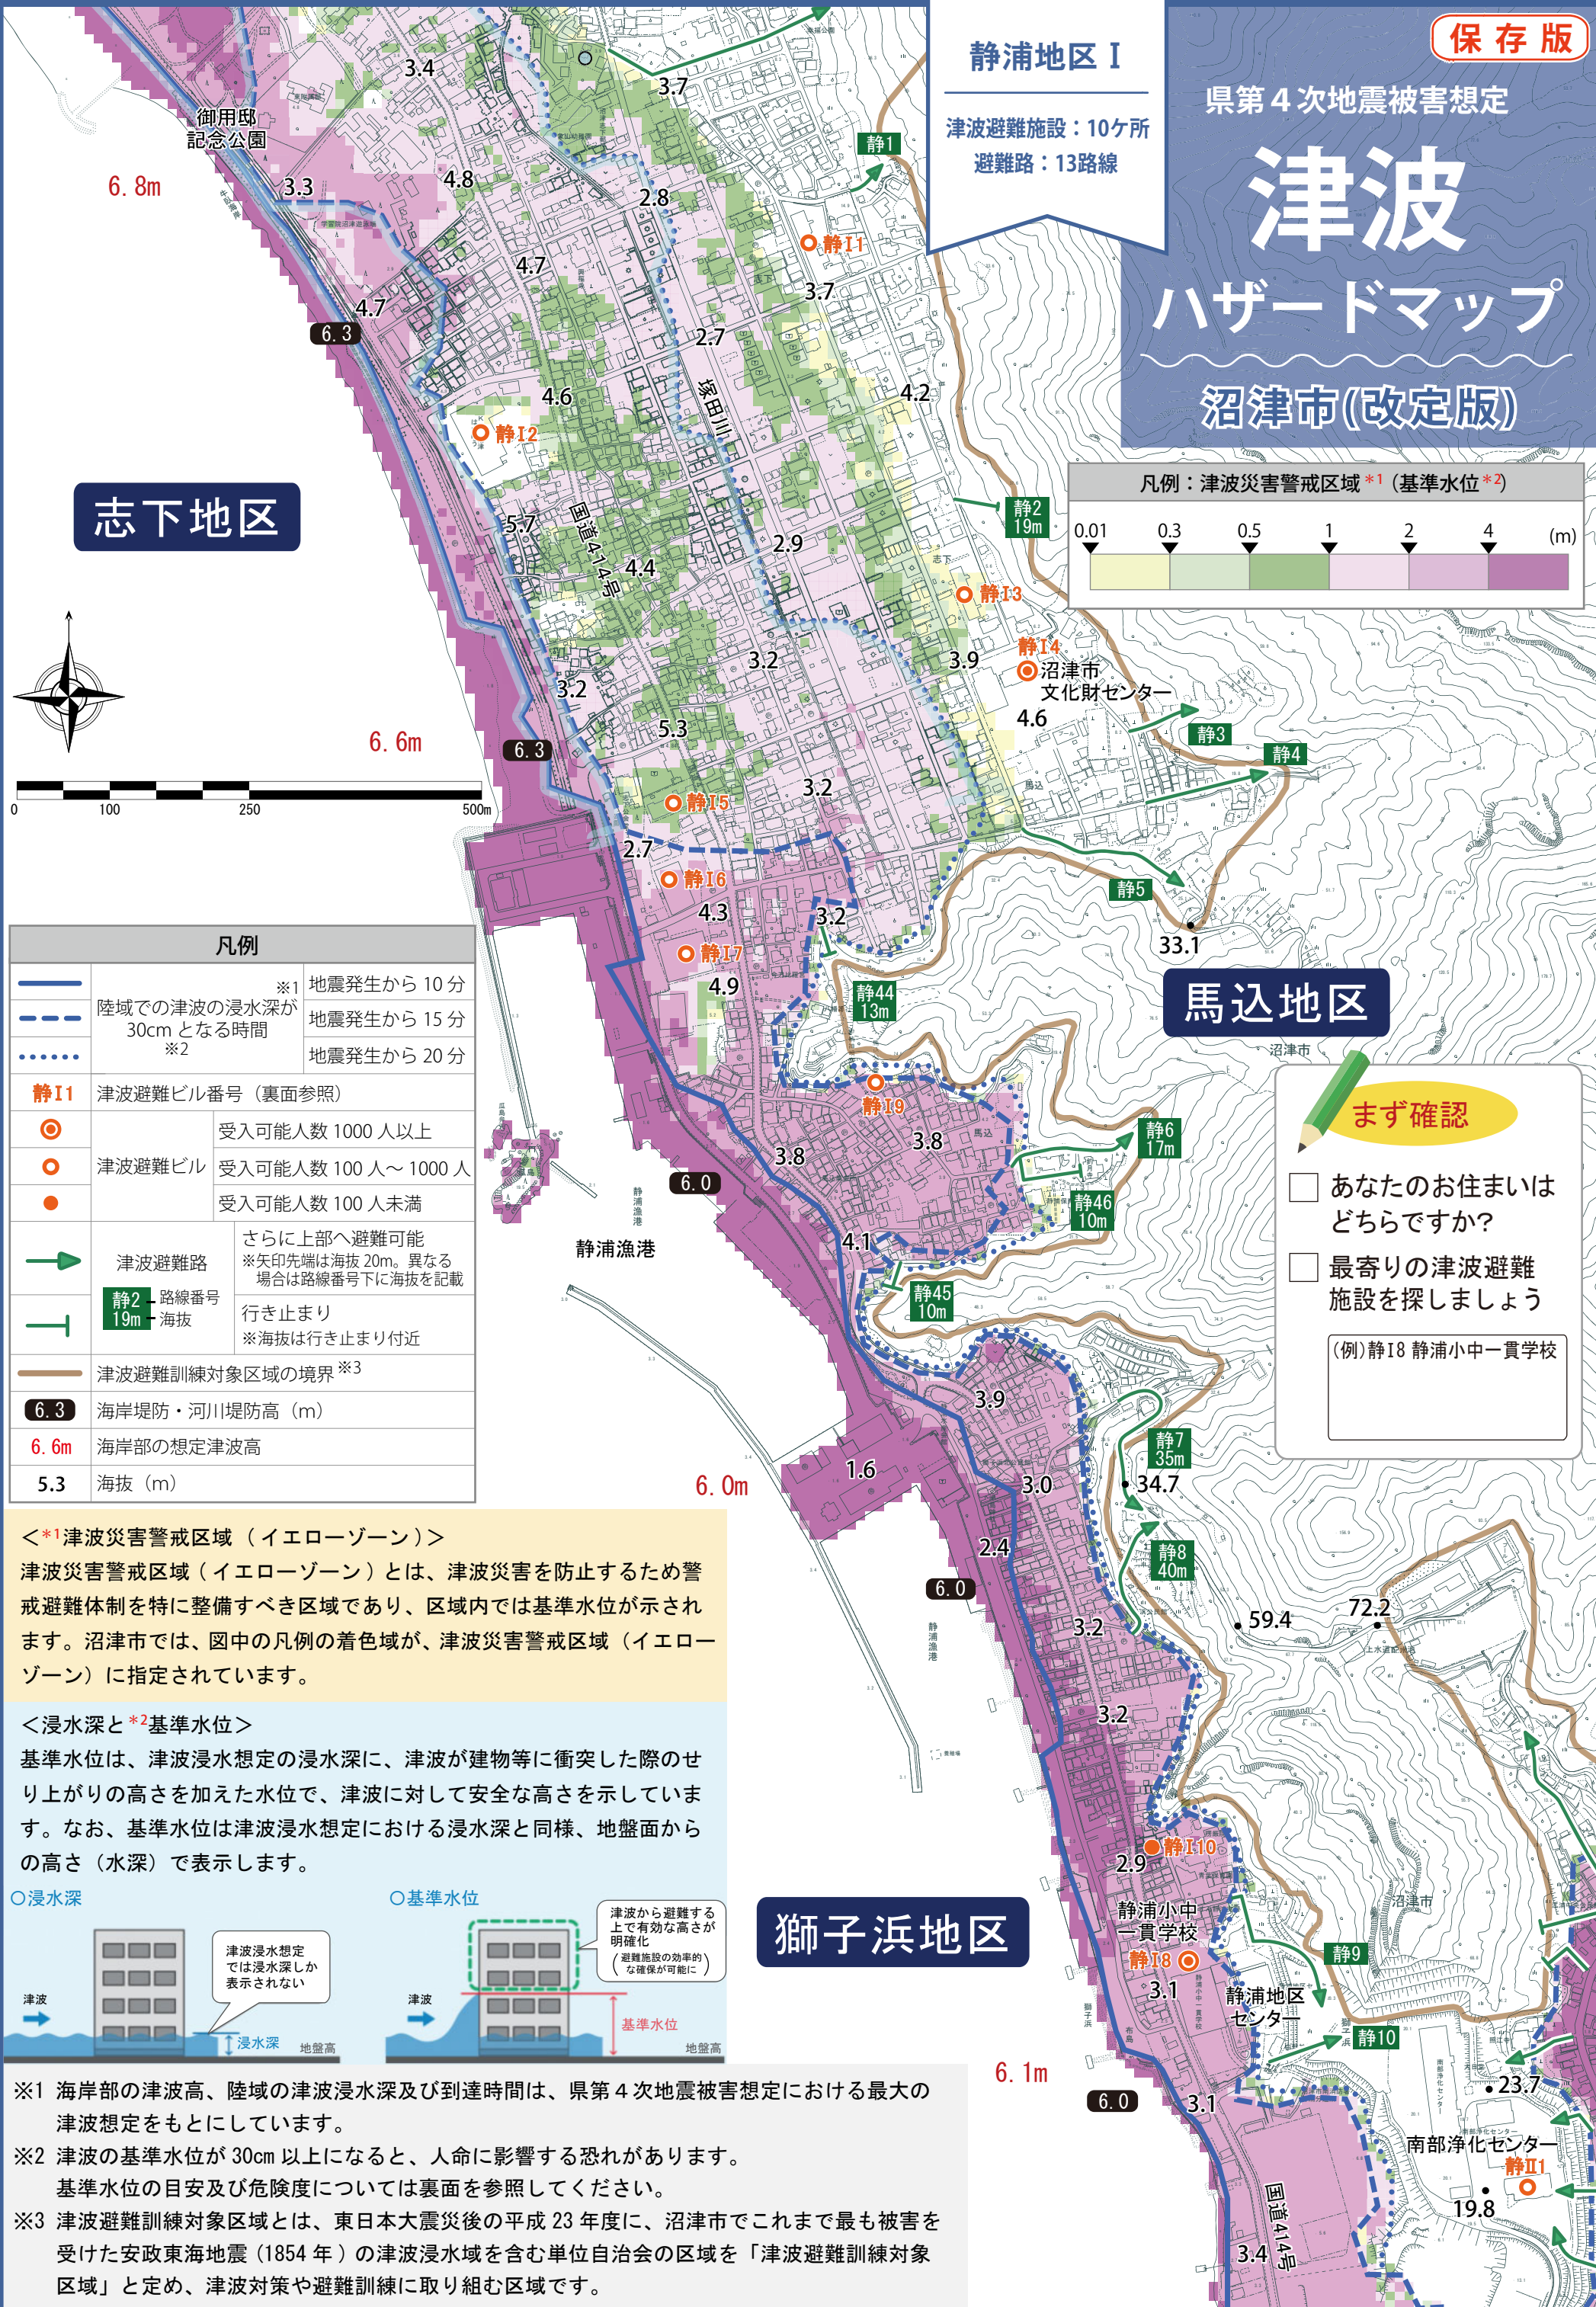 保存版
静浦地区Ⅰ
津波避難施設：10ケ所
避難路：13路線
県第４次地震被害想定
津波
ハザードマップ
沼津市(改定版)
凡例：津波災害警戒区域＊1（基準水位＊2）
0.01 0.3 0.5 1 2 4 (m)
御用邸
記念公園
6.8m
3.4
3.7
静1
3.3
4.8
2.8
静I1
4.7
3.7
4.7
6.3
2.7
塚田川
4.6
4.2
静I2
志下地区
5.7
国道414号
4.4
2.9
静2
19m
志下
静I3
静I4
沼津市
文化財センター
3.9
3.2
3.2
4.6
5.3
静3
静4
6.6m
6.3
3.2
0 100 250 500m
静I5
馬込
2.7
静I6
静5
4.3
3.2
33.1
静I7
4.9
静44
13m
馬込地区
沼津市
静I9
静6
17m
3.8
馬込
3.8
6.0
静浦漁港
静浦漁港
静46
10m
4.1
静45
10m
3.9
静7
35m
6.0m
1.6
3.0
34.7
2.4
静8
40m
6.0
静浦漁港
3.2
59.4
72.2
3.2
静I10
2.9
静浦小中
一貫学校
静I8
沼津市
静9
3.1
静浦地区
センター
獅子浜地区
獅子浜
静10
6.1m
6.0
3.1
23.7
南部浄化センター
静Ⅱ1
19.8
国道414号
3.4
凡例
陸域での津波の浸水深が※1
30cm となる時間
※2
地震発生から 10 分
地震発生から 15 分
地震発生から 20 分
静I1 津波避難ビル番号（裏面参照）
津波避難ビル
受入可能人数 1000 人以上
受入可能人数 100 人～ 1000 人
受入可能人数 100 人未満
津波避難路
静2 路線番号
19m 海抜
さらに上部へ避難可能
※矢印先端は海抜 20m。異なる
場合は路線番号下に海抜を記載
行き止まり
※海抜は行き止まり付近
津波避難訓練対象区域の境界※3
6.3 海岸堤防・河川堤防高（m）
6.6m 海岸部の想定津波高
5.3 海抜（m）
まず確認
あなたのお住まいは
どちらですか?
最寄りの津波避難
施設を探しましょう
(例)静I8 静浦小中一貫学校
＜＊1津波災害警戒区域 ( イエローゾーン )＞
津波災害警戒区域 ( イエローゾーン ) とは、津波災害を防止するため警
戒避難体制を特に整備すべき区域であり、区域内では基準水位が示され
ます。沼津市では、図中の凡例の着色域が、津波災害警戒区域（イエロー
ゾーン）に指定されています。
＜浸水深と＊2基準水位＞
基準水位は、津波浸水想定の浸水深に、津波が建物等に衝突した際のせ
り上がりの高さを加えた水位で、津波に対して安全な高さを示していま
す。なお、基準水位は津波浸水想定における浸水深と同様、地盤面から
の高さ（水深）で表示します。
○浸水深
津波浸水想定
では浸水深しか
表示されない
津波
浸水深
地盤高
○基準水位
津波から避難する
上で有効な高さが
明確化
（避難施設の効率的
な確保が可能に）
津波
基準水位
地盤高
※1 海岸部の津波高、陸域の津波浸水深及び到達時間は、県第４次地震被害想定における最大の
津波想定をもとにしています。
※2 津波の基準水位が 30cm 以上になると、人命に影響する恐れがあります。
基準水位の目安及び危険度については裏面を参照してください。
※3 津波避難訓練対象区域とは、東日本大震災後の平成 23 年度に、沼津市でこれまで最も被害を
受けた安政東海地震 (1854 年 ) の津波浸水域を含む単位自治会の区域を「津波避難訓練対象
区域」と定め、津波対策や避難訓練に取り組む区域です。